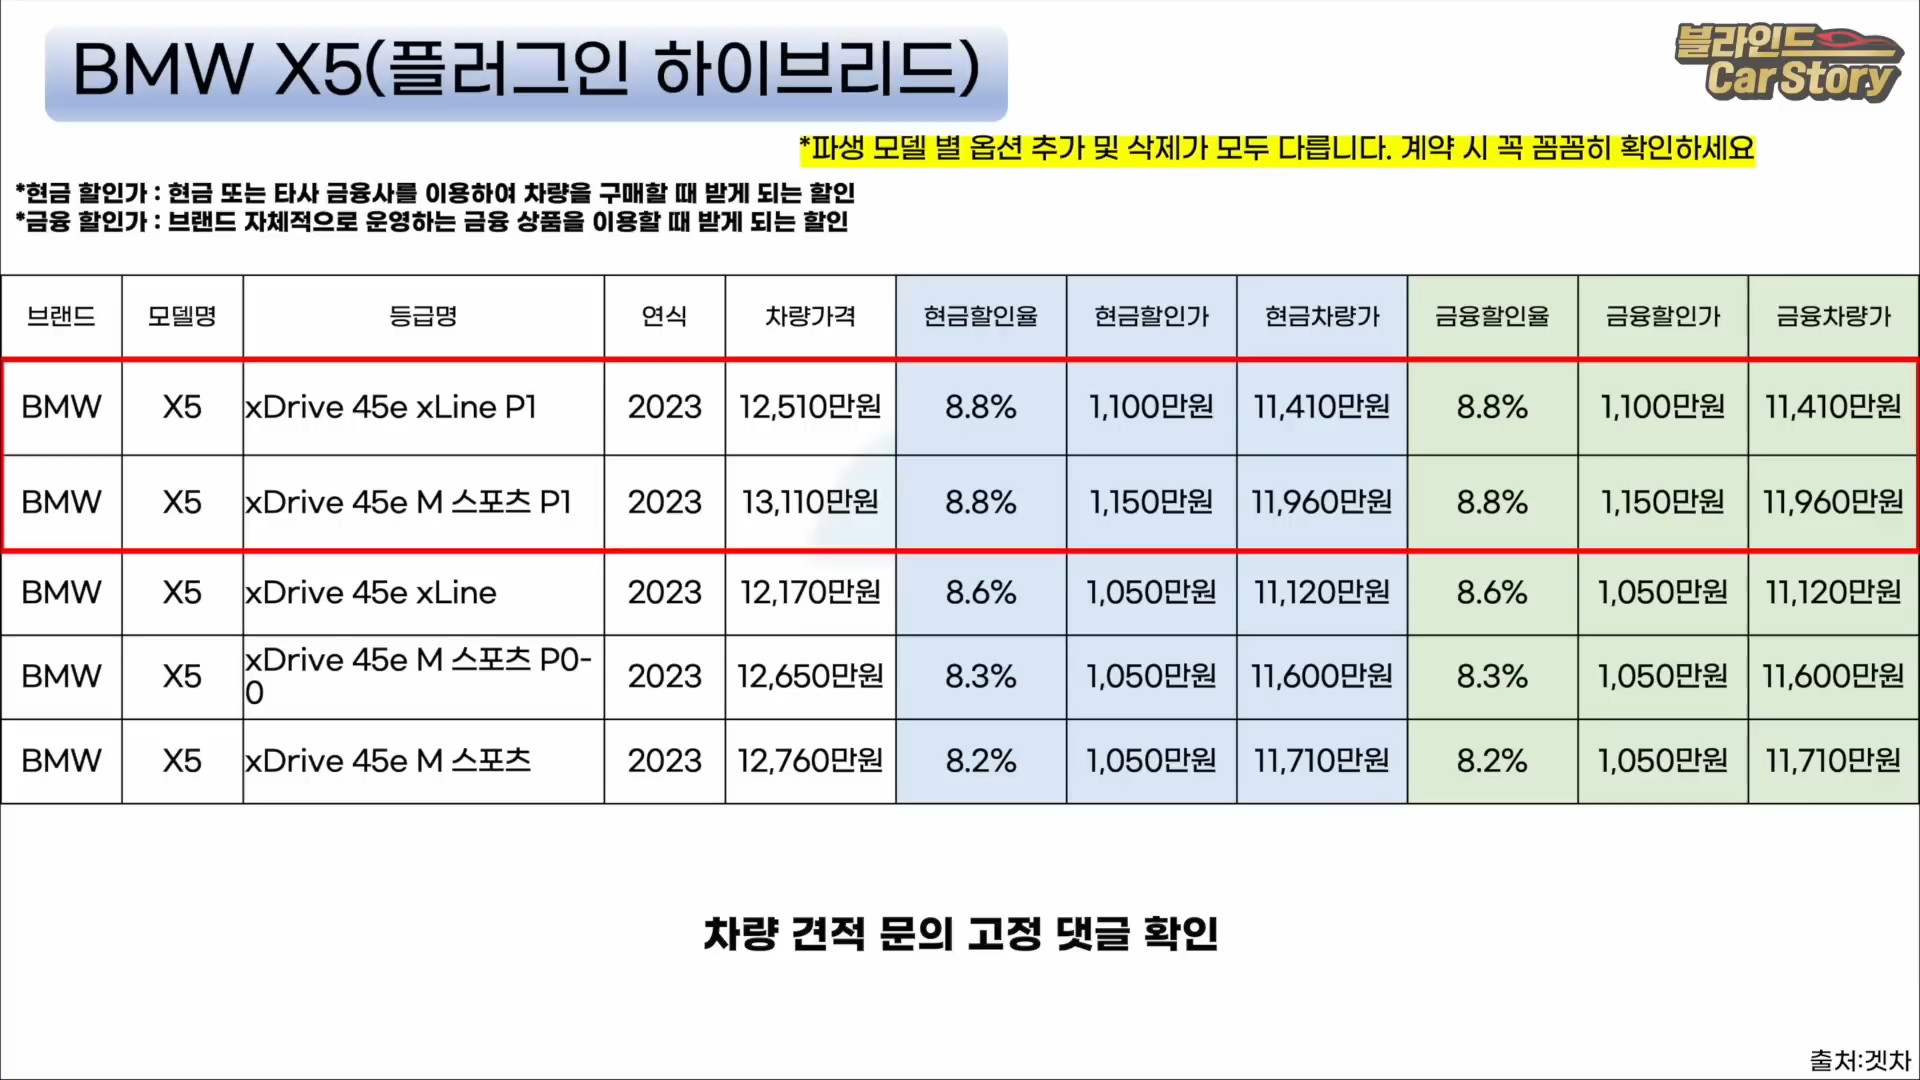 BMW X5(플러그인 하이브리드)
블라인드
Car Story
*파생 모델 별 옵션 추가 및 삭제가 모두 다릅니다. 계약 시 꼭 꼼꼼히 확인하세요
*현금 할인가 : 현금 또는 타사 금융사를 이용하여 차량을 구매할 때 받게 되는 할인
*금융 할인가 : 브랜드 자체적으로 운영하는 금융 상품을 이용할 때 받게 되는 할인
브랜드 모델명 등급명 연식 차량가격 현금할인율 현금할인가 현금차량가 금융할인율 금융할인가 금융차량가
BMW X5 xDrive 45e xLine P1 2023 12,510만원 8.8% 1,100만원 11,410만원 8.8% 1,100만원 11,410만원
BMW X5 xDrive 45e M 스포츠 P1 2023 13,110만원 8.8% 1,150만원 11,960만원 8.8% 1,150만원 11,960만원
BMW X5 xDrive 45e xLine 2023 12,170만원 8.6% 1,050만원 11,120만원 8.6% 1,050만원 11,120만원
BMW X5 xDrive 45e M 스포츠 P0-
0 2023 12,650만원 8.3% 1,050만원 11,600만원 8.3% 1,050만원 11,600만원
BMW X5 xDrive 45e M 스포츠 2023 12,760만원 8.2% 1,050만원 11,710만원 8.2% 1,050만원 11,710만원
차량 견적 문의 고정 댓글 확인
출처:겟차